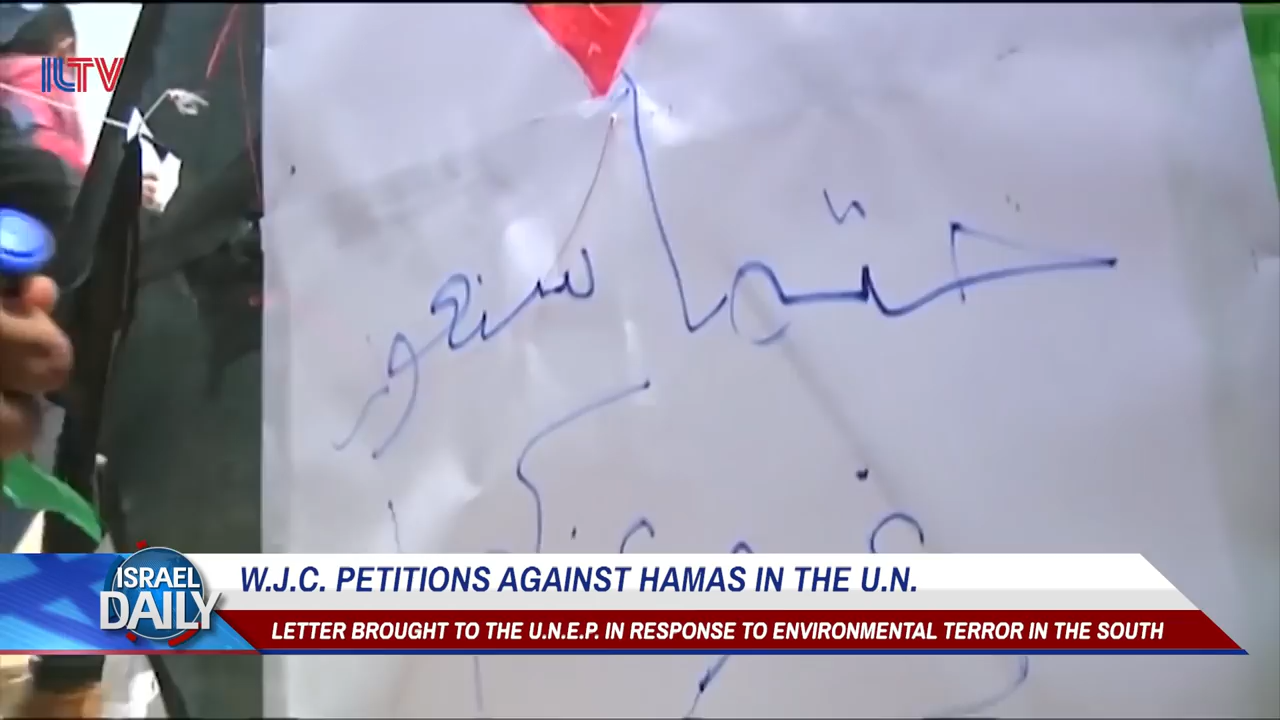 ILTV
حتما سنعود
ISRAEL DAILY
W.J.C. PETITIONS AGAINST HAMAS IN THE U.N.
LETTER BROUGHT TO THE U.N.E.P. IN RESPONSE TO ENVIRONMENTAL TERROR IN THE SOUTH